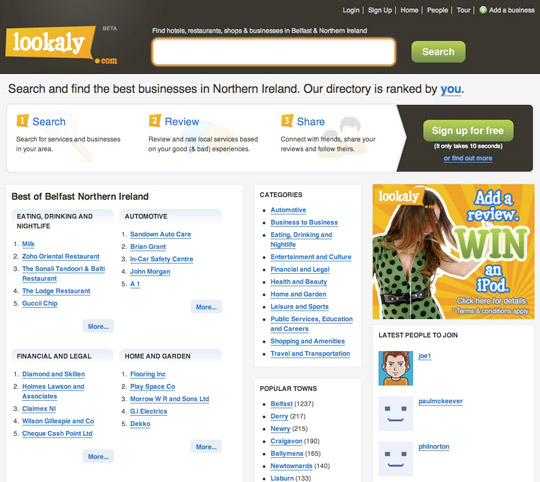 Login | Sign Up | Home | People | Tour | Add a business
lookaly
.com
BETA
Find hotels, restaurants, shops & businesses in Belfast & Northern Ireland
Search
Search and find the best businesses in Northern Ireland. Our directory is ranked by you.
1 Search
Search for services and businesses
in your area.
2 Review
Review and rate local services based
on your good (& bad) experiences.
3 Share
Connect with friends, share your
reviews and follow theirs.
Sign up for free
(It only takes 10 seconds)
or find out more
Best of Belfast Northern Ireland
EATING, DRINKING AND
NIGHTLIFE
1. Milk
2. Zoho Oriental Restaurant
3. The Sonali Tandoori & Balti
Restaurant
4. The Lodge Restaurant
5. Guccii Chip
More...
AUTOMOTIVE
1. Sandown Auto Care
2. Brian Grant
3. In-Car Safety Centre
4. John Morgan
5. A 1
More...
FINANCIAL AND LEGAL
1. Diamond and Skillen
2. Holmes Lawson and
Associates
3. Claimex NI
4. Wilson Gillespie and Co
5. Cheque Cash Point Ltd
More...
HOME AND GARDEN
1. Flooring Inc
2. Play Space Co
3. Morrow W R and Sons Ltd
4. GJ Electrics
5. Dekko
More...
CATEGORIES
Automotive
Business to Business
Eating, Drinking and
Nightlife
Entertainment and Culture
Financial and Legal
Health and Beauty
Home and Garden
Leisure and Sports
Public Services, Education
and Careers
Shopping and Amenities
Travel and Transportation
POPULAR TOWNS
Belfast (1237)
Derry (217)
Newry (215)
Craigavon (190)
Ballymena (165)
Newtownards (140)
Lisburn (133)
lookaly
.com
Add a
review.
WIN
an
iPod.
Click here for details.
* Terms & conditions apply
LATEST PEOPLE TO JOIN
joe1
paulmckeever
philnorton